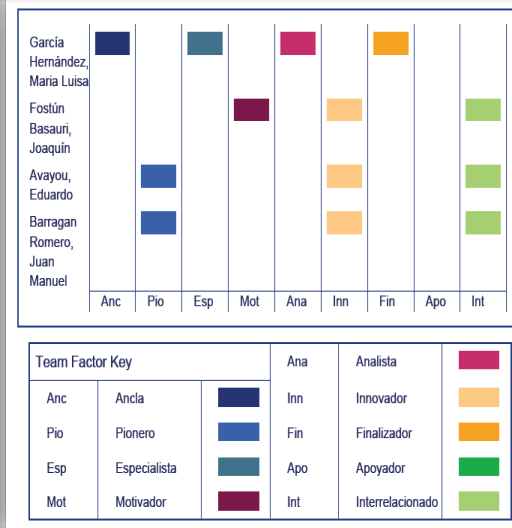 García
Hernández,
Maria Luisa
Fostún
Basauri,
Joaquín
Avayou,
Eduardo
Barragan
Romero,
Juan
Manuel
Anc Pio Esp Mot Ana Inn Fin Apo Int
Team Factor Key
Anc Ancla
Pio Pionero
Esp Especialista
Mot Motivador
Ana Analista
Inn Innovador
Fin Finalizador
Apo Apoyador
Int Interrelacionado